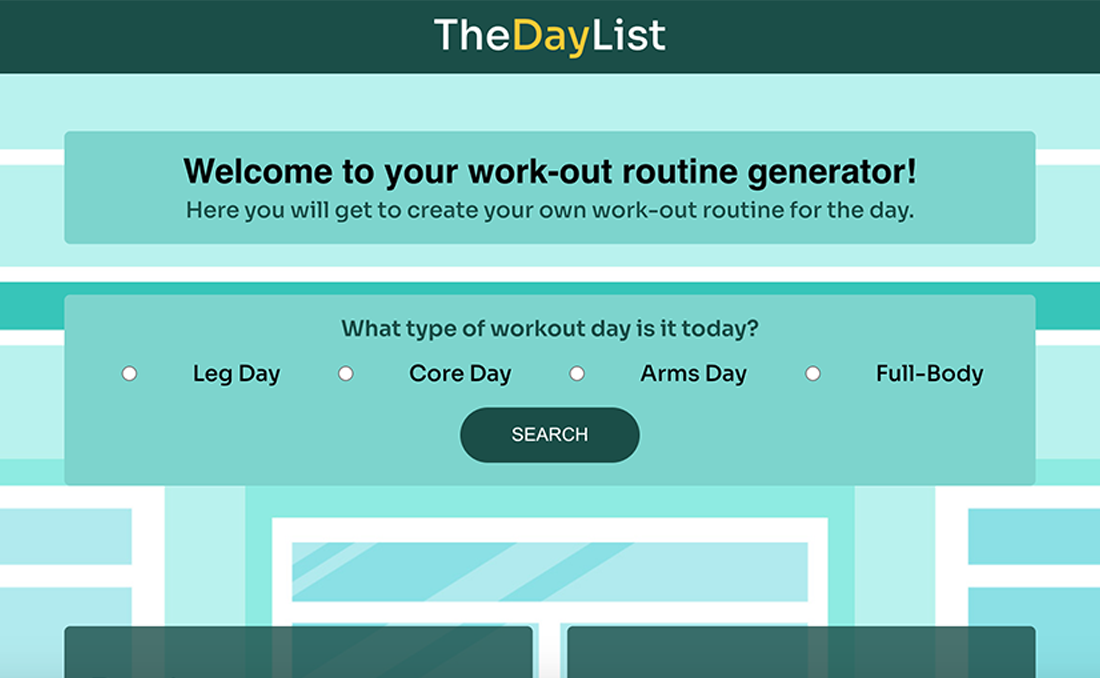 TheDayList
Welcome to your work-out routine generator!
Here you will get to create your own work-out routine for the day.
What type of workout day is it today?
Leg Day Core Day Arms Day Full-Body
SEARCH